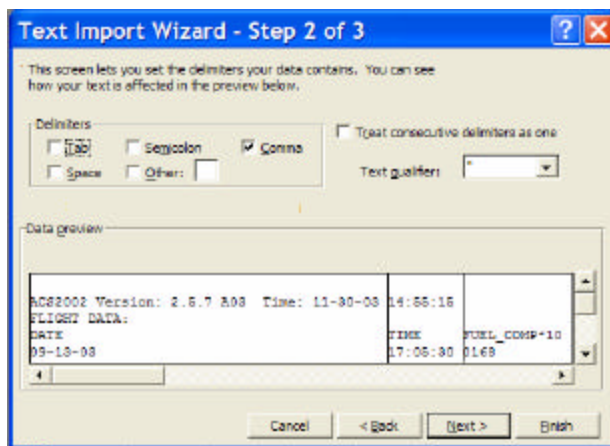 Text Import Wizard - Step 2 of 3
This screen lets you set the delimiters your data contains. You can see
how your text is affected in the preview below.
Delimiters
Tab Semicolon Comma
Space Other:
Treat consecutive delimiters as one
Text qualifier: "
Data preview
ACS2002 Version: 2.5.7 A03 Time: 11-30-03 14:55:15
FLIGHT DATA:
DATE TIME FUEL_COMP*10
09-13-03 17:05:30 0168
Cancel < Back Next > Finish